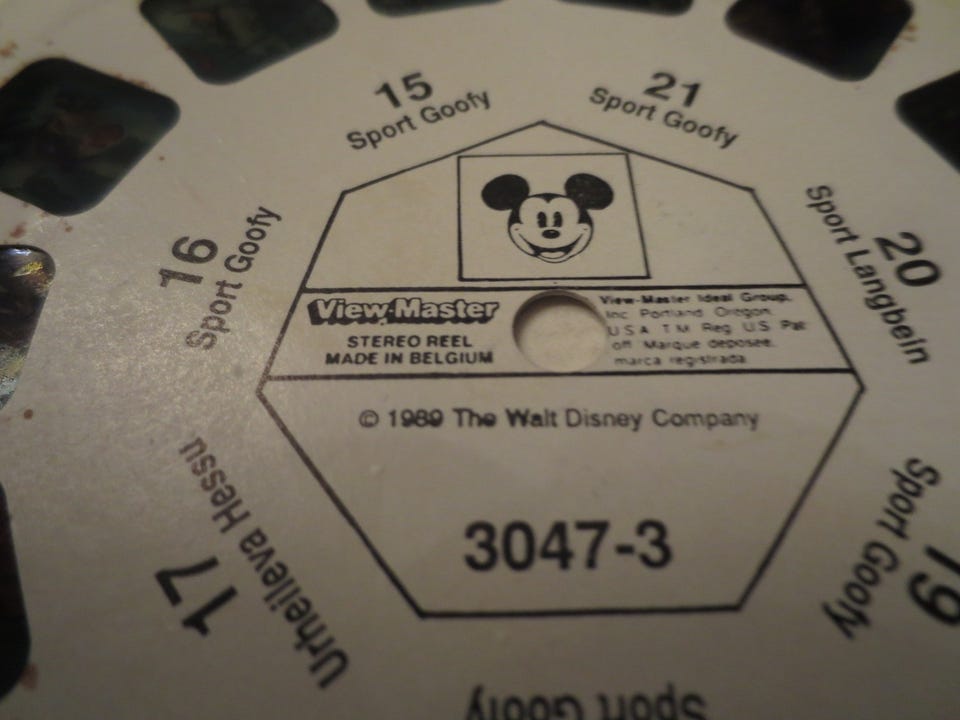 15
Sport Goofy
21
Sport Goofy
16
Sport Goofy
20
Sport Langbein
View-Master
STEREO REEL
MADE IN BELGIUM
View-Master Ideal Group,
Inc Portland Oregon,
U S A T M Reg U.S. Pat
off Marque deposee,
marca registrada
© 1989 The Walt Disney Company
3047-3
17
Urheileva Hessu
19
Sport Goofy
Sport Goofy